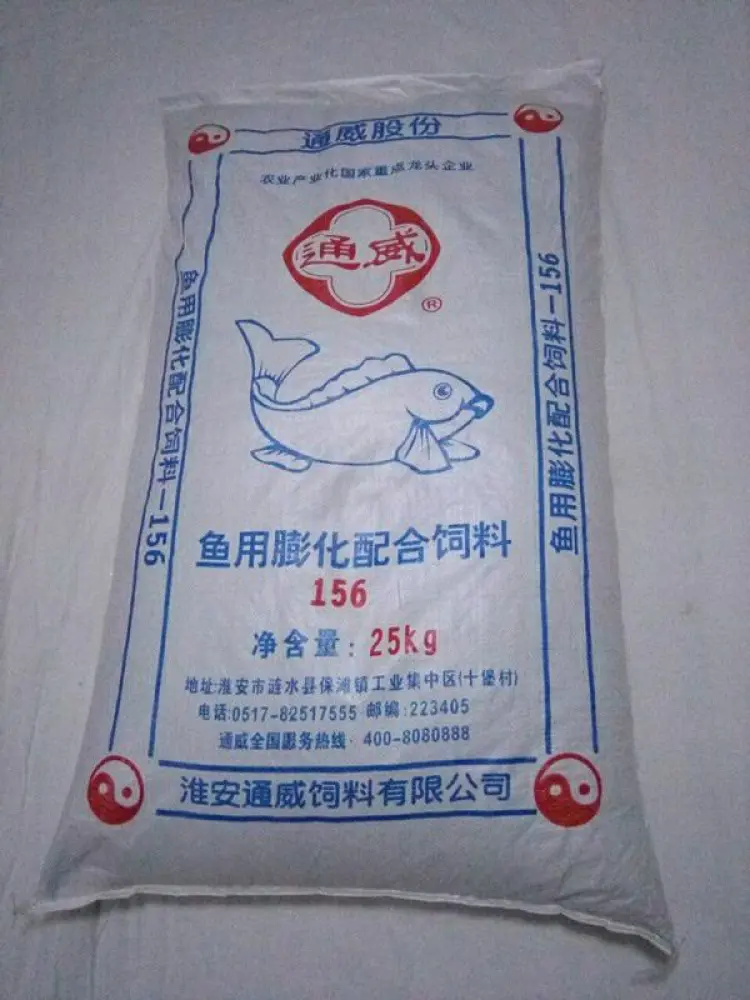 通威股份
农业产业化国家重点龙头企业
通威
®
鱼用膨化配合饲料—156
鱼用膨化配合饲料—156
鱼用膨化配合饲料
156
净含量：25kg
地址:淮安市涟水县保滩镇工业集中区(十堡村)
电话:0517-82517555 邮编:223405
通威全国服务热线·400-8080888
淮安通威饲料有限公司